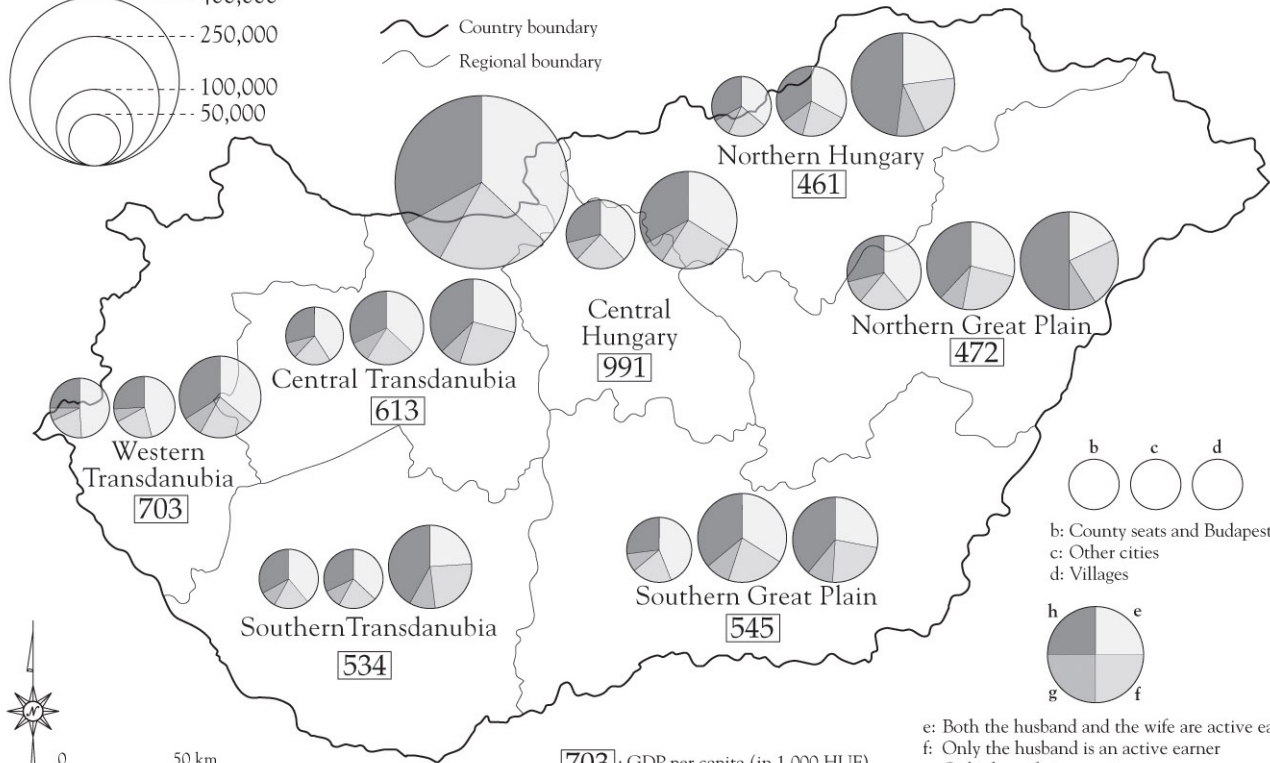 250,000
100,000
50,000
Country boundary
Regional boundary
Northern Hungary
461
Northern Great Plain
472
Central
Hungary
991
Central Transdanubia
613
Western
Transdanubia
703
Southern Great Plain
545
Southern Transdanubia
534
b c d
b: County seats and Budapest
c: Other cities
d: Villages
h e
g f
e: Both the husband and the wife are active ea
f: Only the husband is an active earner
N
0 50 km
703 : GDP per capita (in 1,000 HUF)